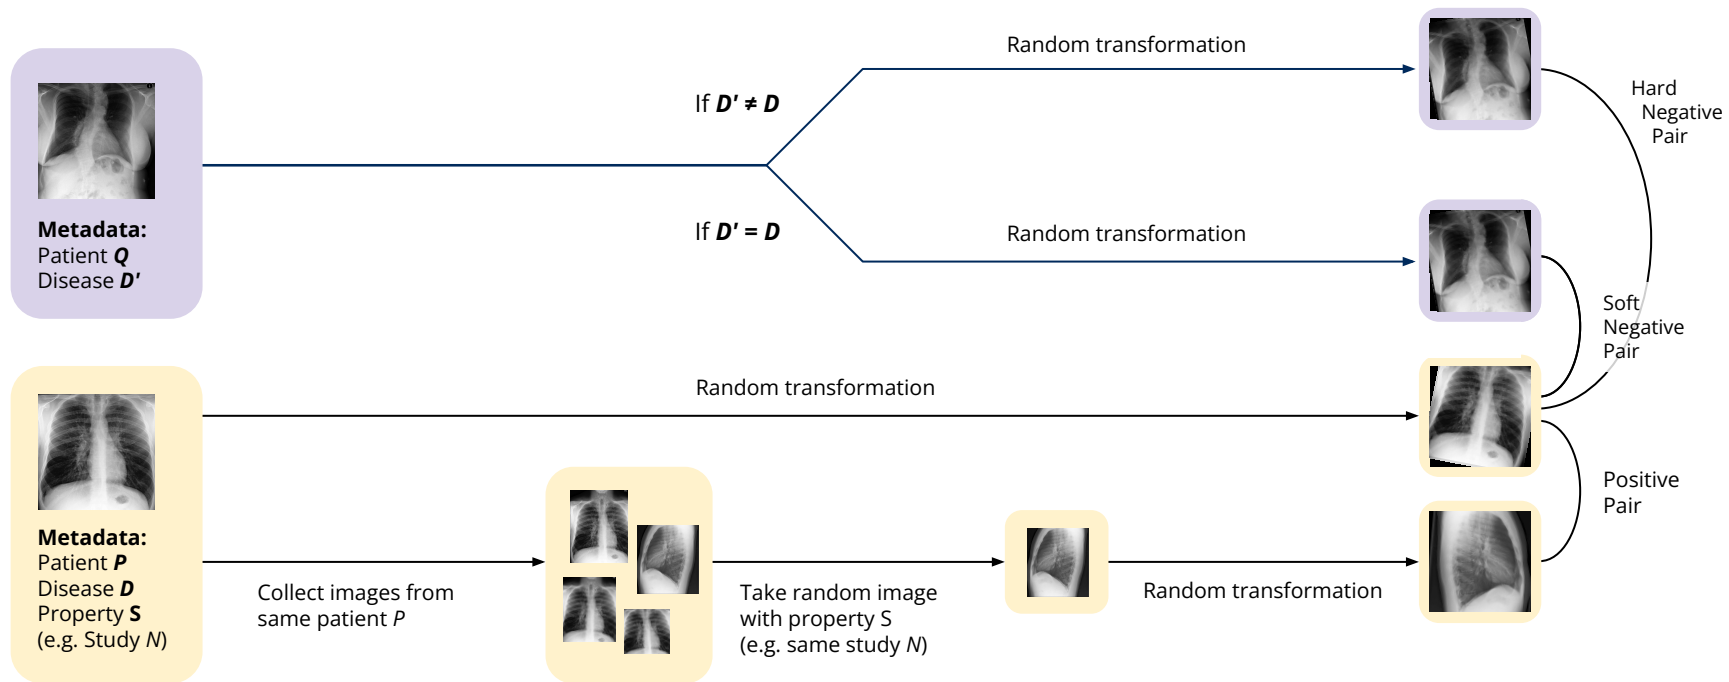 Random transformation
If D' ≠ D
Hard
Negative
Pair
Metadata:
Patient Q
Disease D'
If D' = D
Random transformation
Soft
Negative
Pair
Random transformation
Metadata:
Patient P
Disease D
Property S
(e.g. Study N)
Collect images from
same patient P
Take random image
with property S
(e.g. same study N)
Random transformation
Positive
Pair